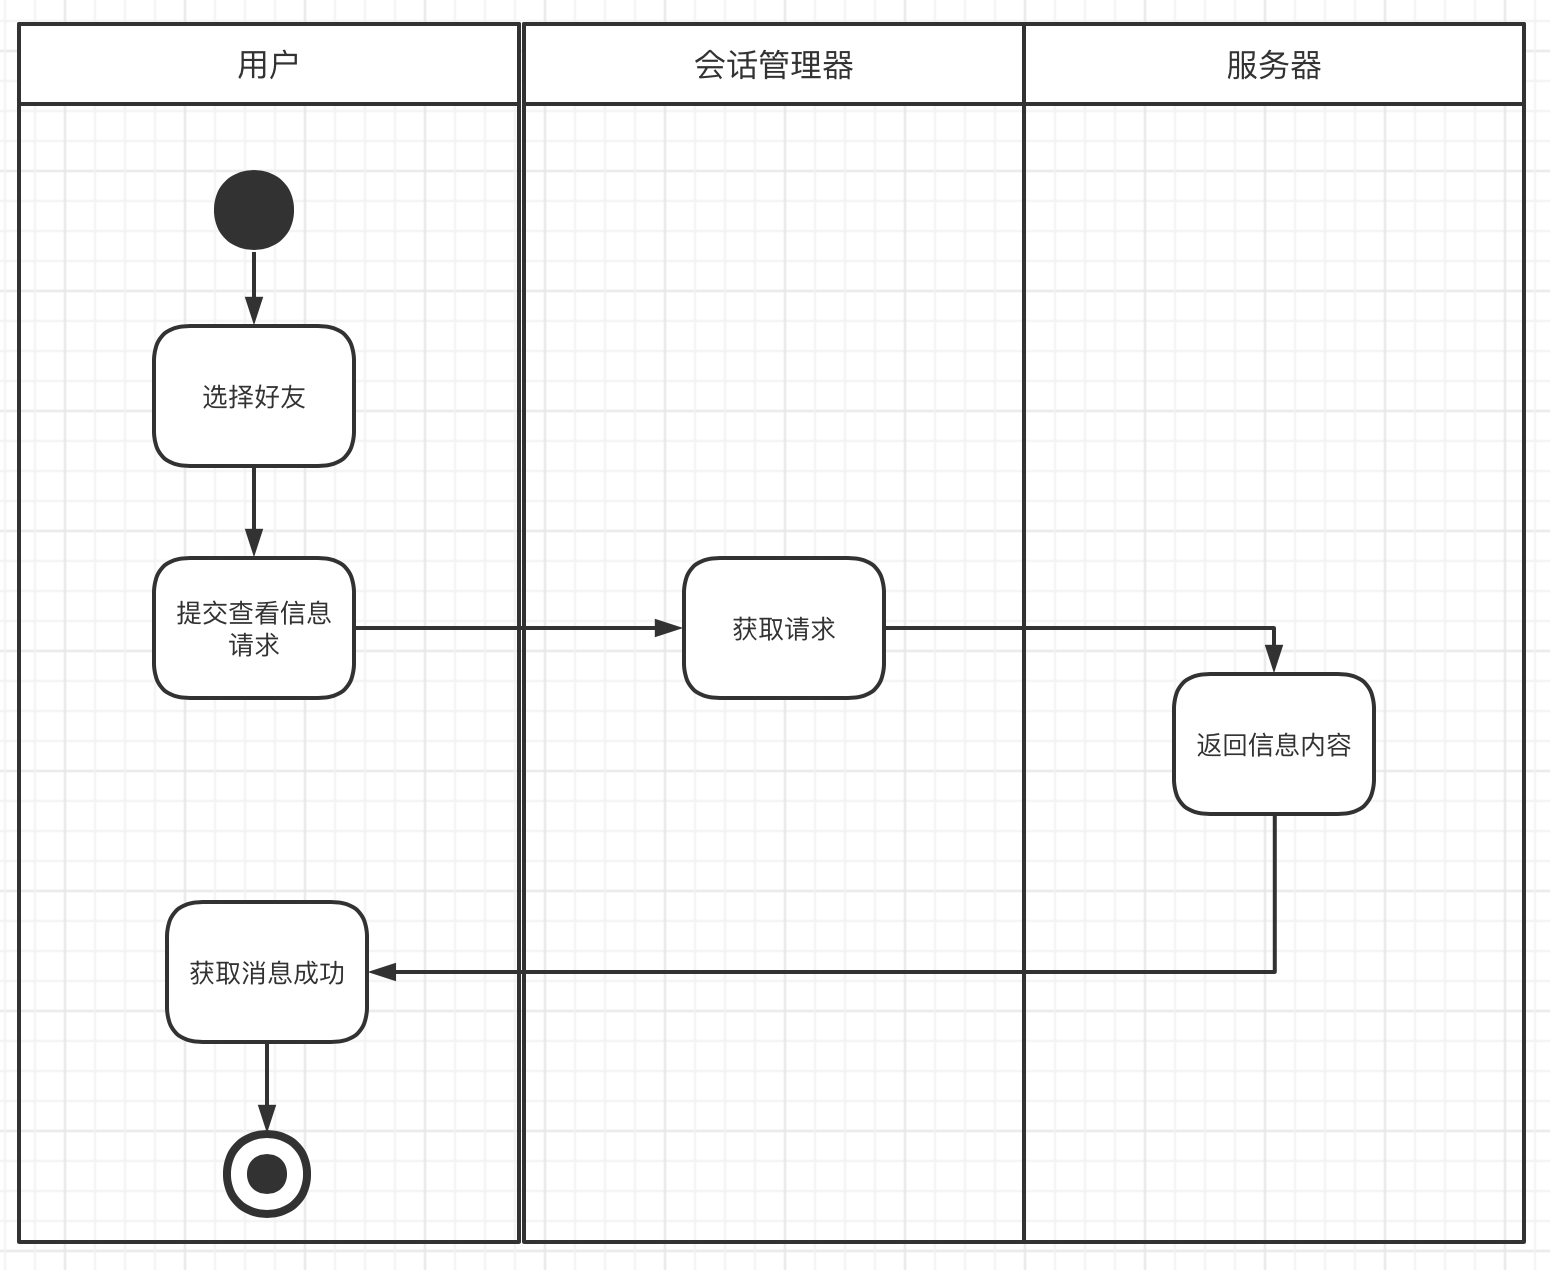 用户
会话管理器
服务器
选择好友
提交查看信息
请求
获取请求
返回信息内容
获取消息成功